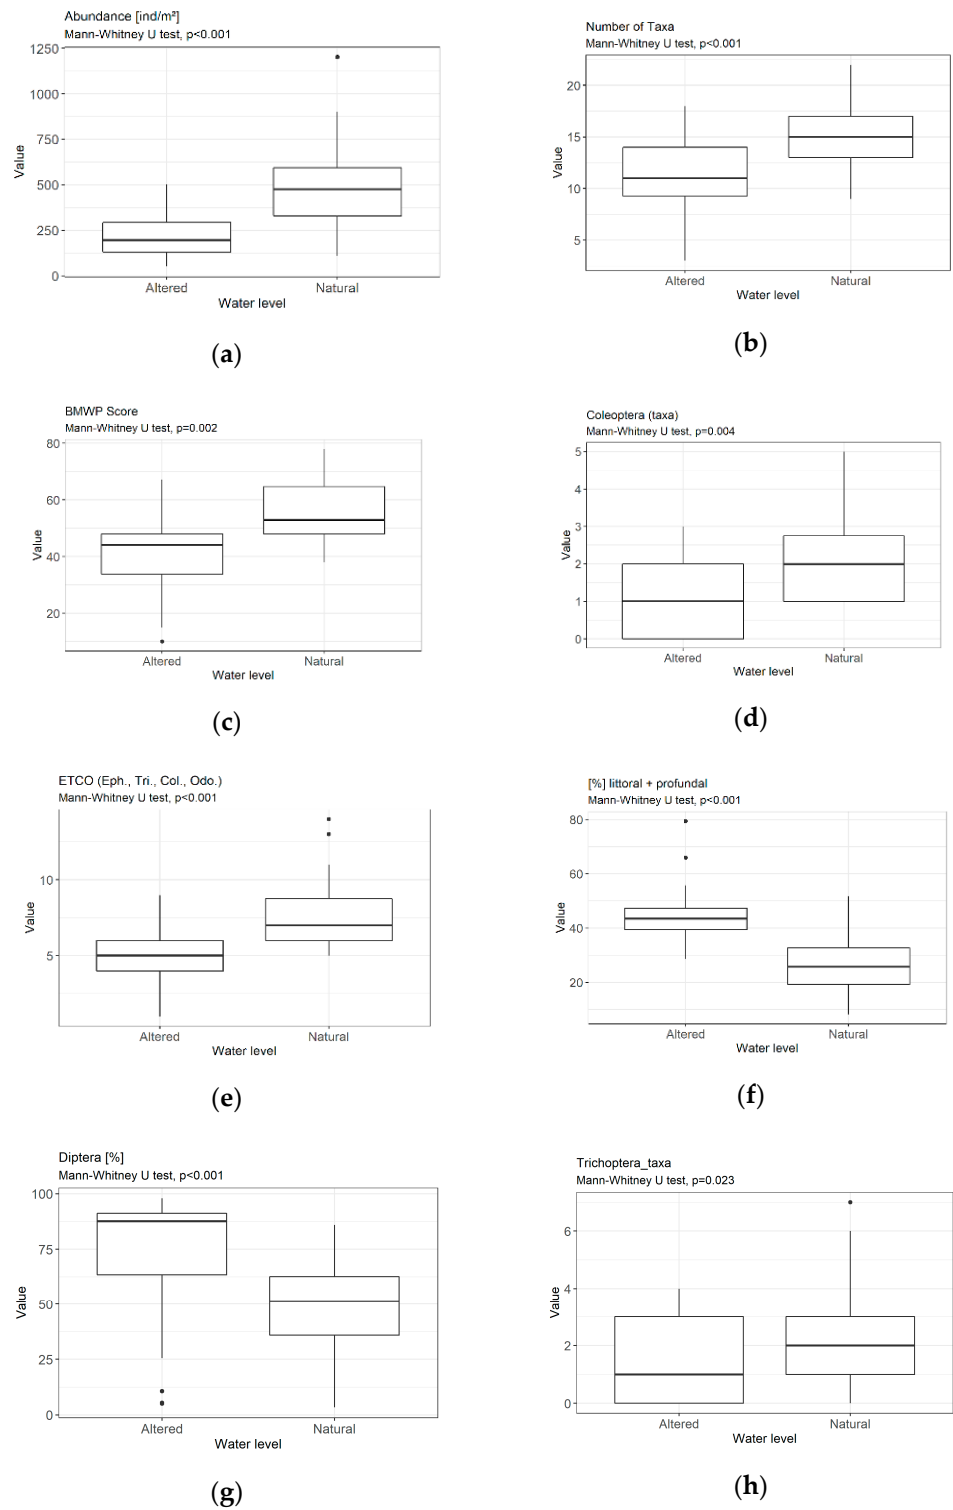 Abundance [ind/m²]
Mann-Whitney U test, p<0.001
1250
1000
750
500
250
0
Value
Altered Natural
Water level
(a)
Number of Taxa
Mann-Whitney U test, p<0.001
20
15
10
5
Value
Altered Natural
Water level
(b)
BMWP Score
Mann-Whitney U test, p=0.002
80
60
40
20
Value
Altered Natural
Water level
(c)
Coleoptera (taxa)
Mann-Whitney U test, p=0.004
5
4
3
2
1
0
Value
Altered Natural
Water level
(d)
ETCO (Eph., Tri., Col., Odo.)
Mann-Whitney U test, p<0.001
10
5
Value
Altered Natural
Water level
(e)
[%] littoral + profundal
Mann-Whitney U test, p<0.001
80
60
40
20
Value
Altered Natural
Water level
(f)
Diptera [%]
Mann-Whitney U test, p<0.001
100
75
50
25
0
Value
Altered Natural
Water level
(g)
Trichoptera_taxa
Mann-Whitney U test, p=0.023
6
4
2
0
Value
Altered Natural
Water level
(h)